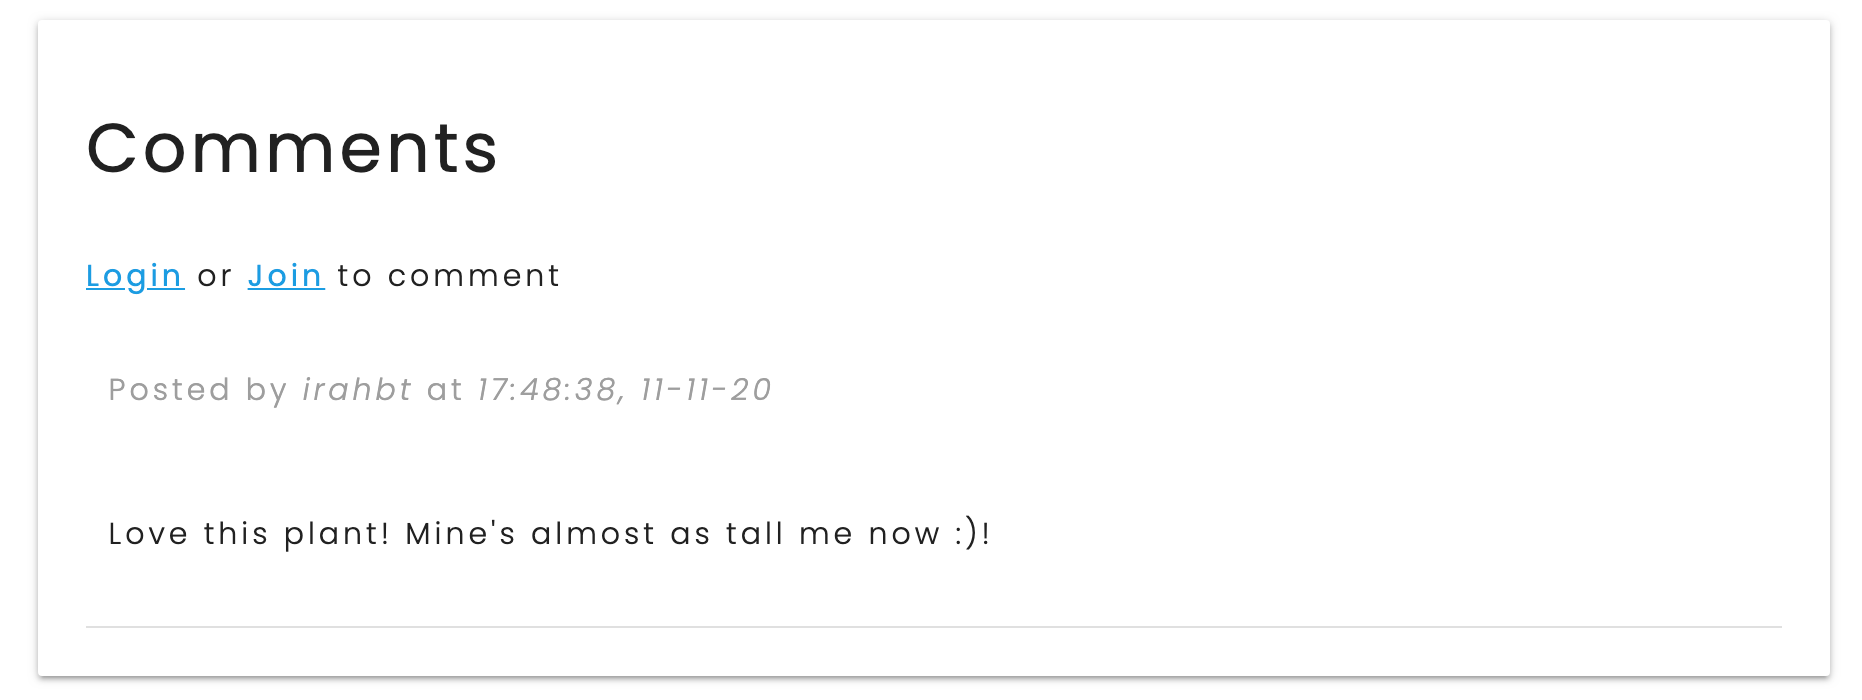 Comments
Login or Join to comment
Posted by irahbt at 17:48:38, 11-11-20
Love this plant! Mine's almost as tall me now :)!